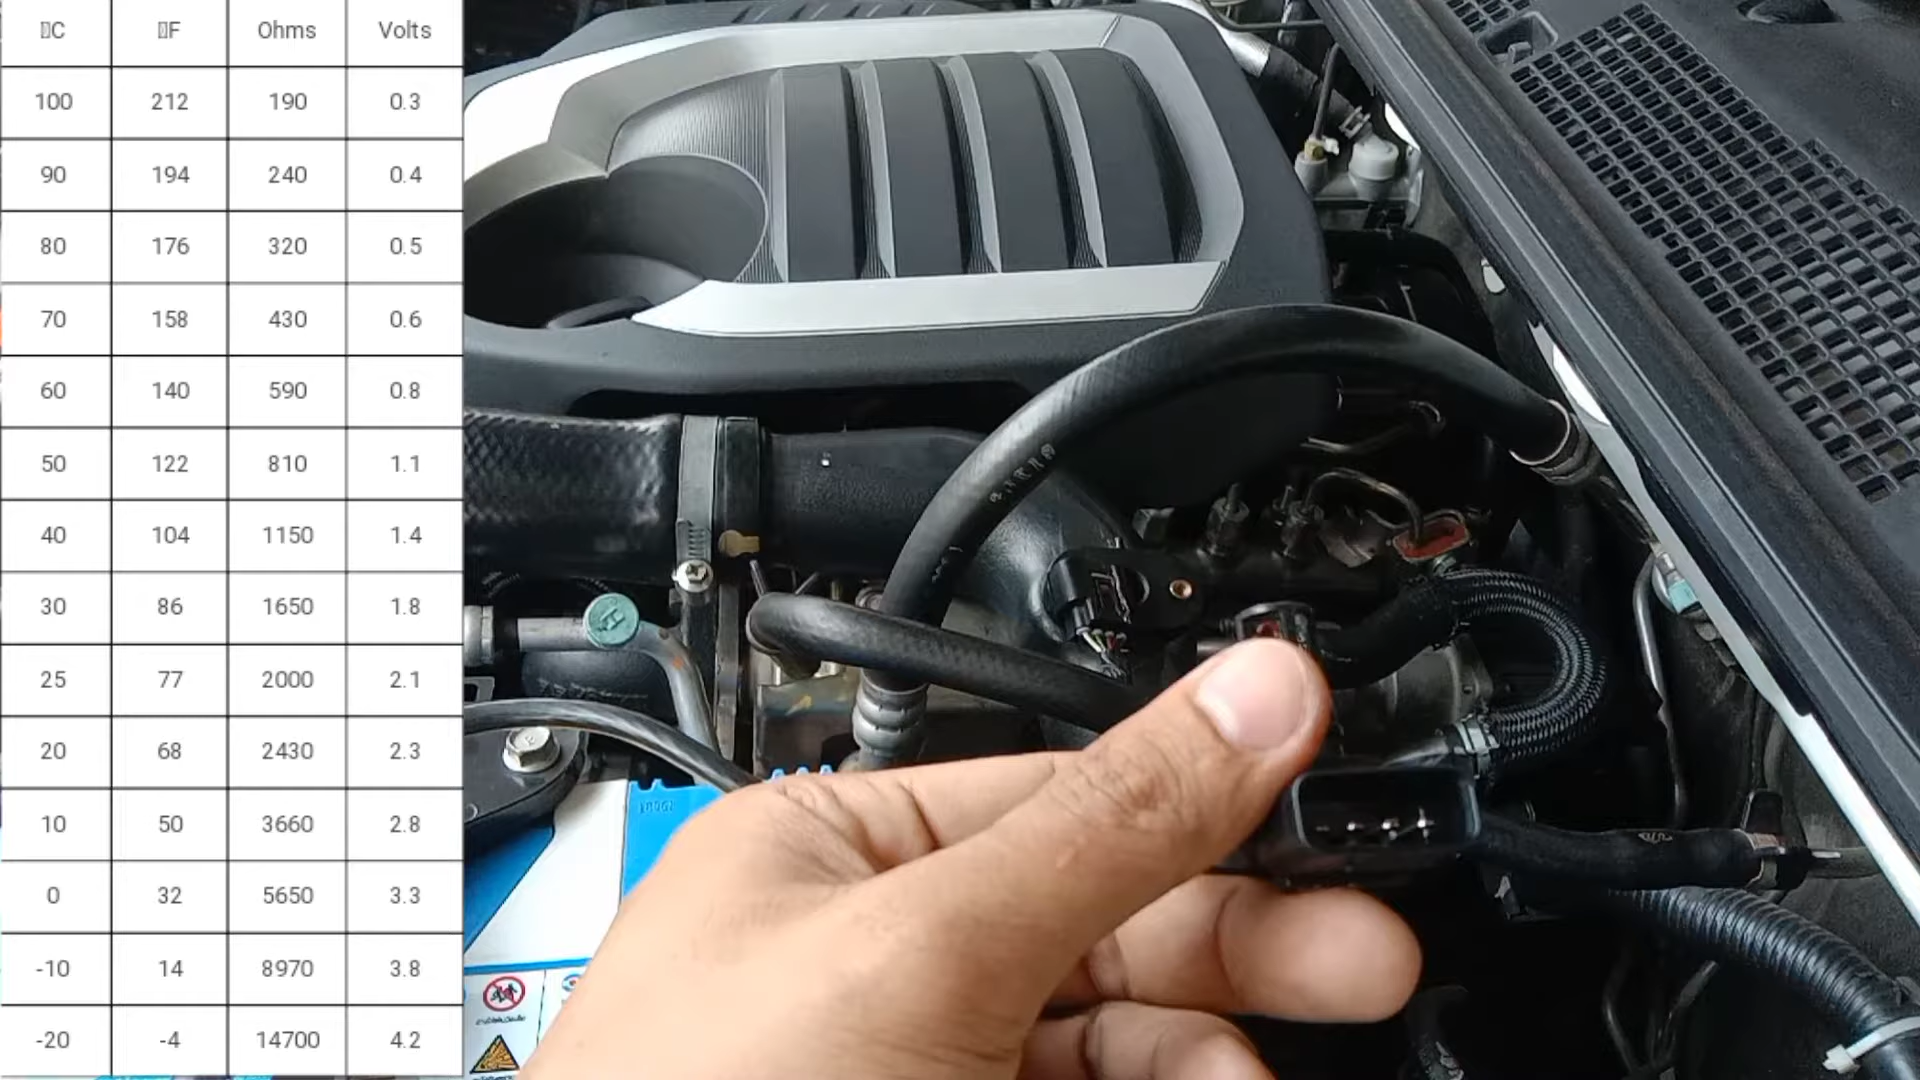 ▯C ▯F Ohms Volts
100 212 190 0.3
90 194 240 0.4
80 176 320 0.5
70 158 430 0.6
60 140 590 0.8
50 122 810 1.1
40 104 1150 1.4
30 86 1650 1.8
25 77 2000 2.1
20 68 2430 2.3
10 50 3660 2.8
0 32 5650 3.3
-10 14 8970 3.8
-20 -4 14700 4.2